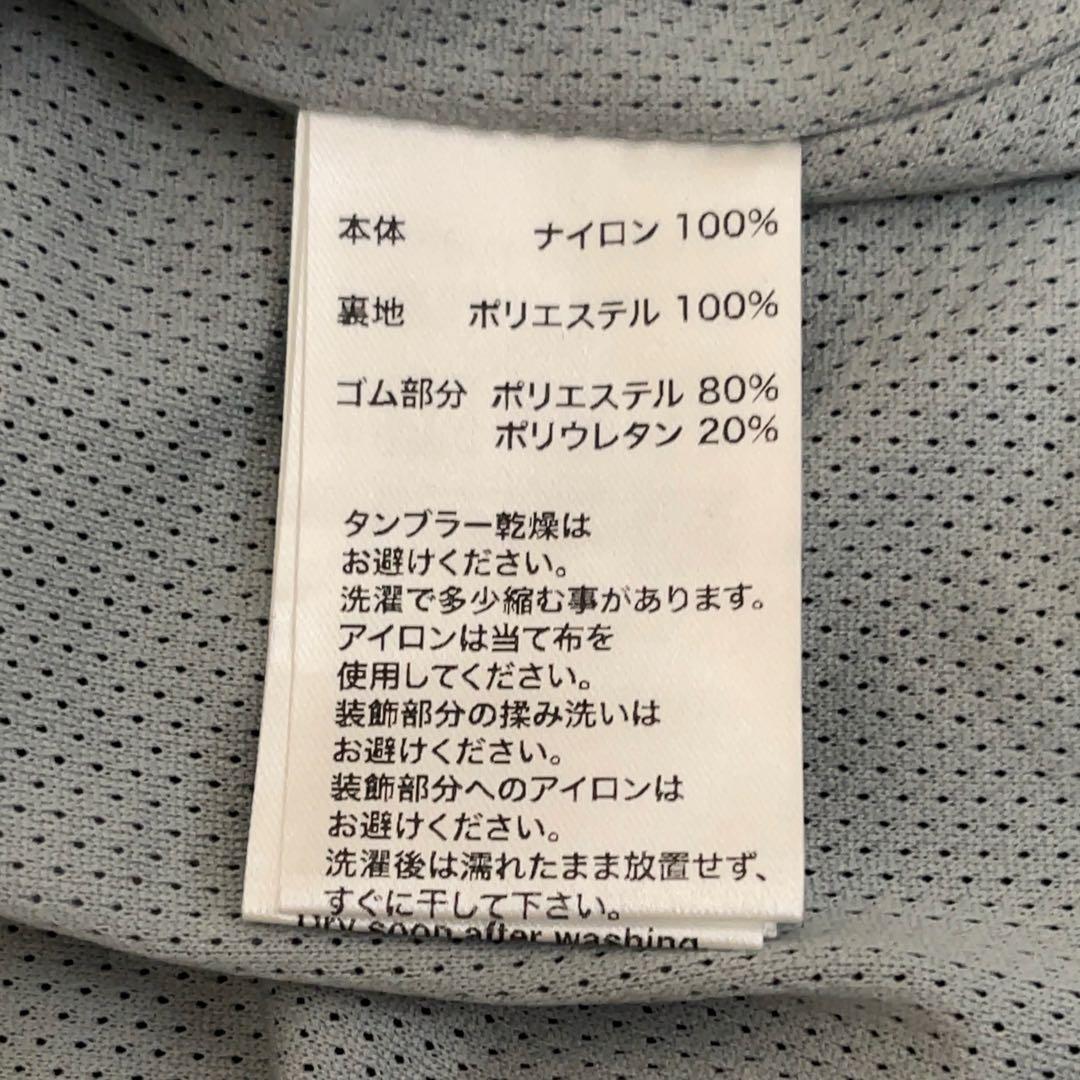 本体 ナイロン 100%
裏地 ポリエステル 100%
ゴム部分 ポリエステル 80%
ポリウレタン 20%
タンブラー乾燥は
お避けください。
洗濯で多少縮む事があります。
アイロンは当て布を
使用してください。
装飾部分の揉み洗いは
お避けください。
装飾部分へのアイロンは
お避けください。
洗濯後は濡れたまま放置せず、
すぐに干して下さい。
Dry soon after washing